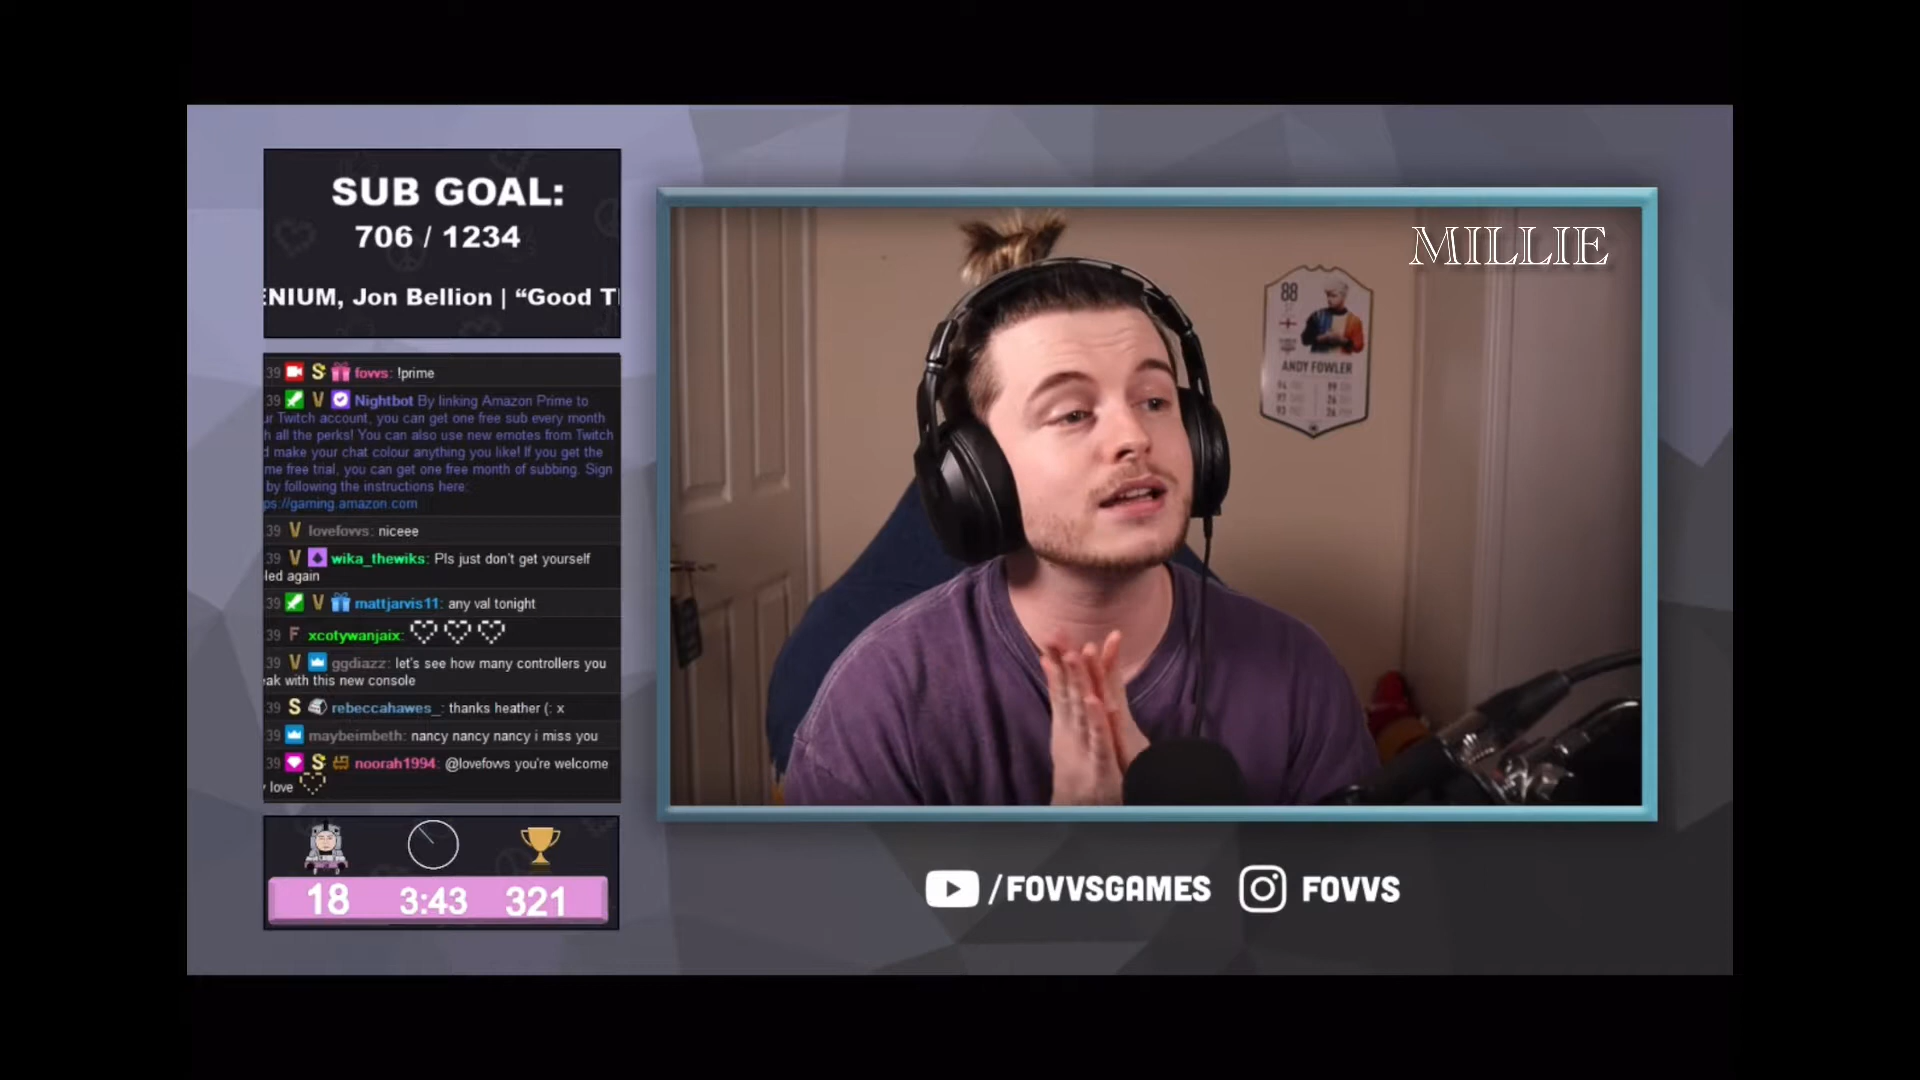 SUB GOAL:
706 / 1234
ENIUM, Jon Bellion | “Good T
39 fovvs: !prime
39 V Nightbot By linking Amazon Prime to
ur Twitch account, you can get one free sub every month
h all the perks! You can also use new emotes from Twitch
d make your chat colour anything you like! If you get the
me free trial, you can get one free month of subbing. Sign
by following the instructions here:
ps://gaming.amazon.com
39 V lovefovvs: niceee
39 V wika_thewiks: Pls just don't get yourself
led again
39 V mattjarvis11: any val tonight
39 F xcotywanjaix:
39 V ggdiazz: let's see how many controllers you
eak with this new console
39 S rebeccahawes_: thanks heather (: x
39 maybeimbeth: nancy nancy nancy i miss you
39 S noorah1994: @lovefovvs you're welcome
y love
18 3:43 321
MILLIE
88
ANDY FOWLER
/FOVVSGAMES FOVVS